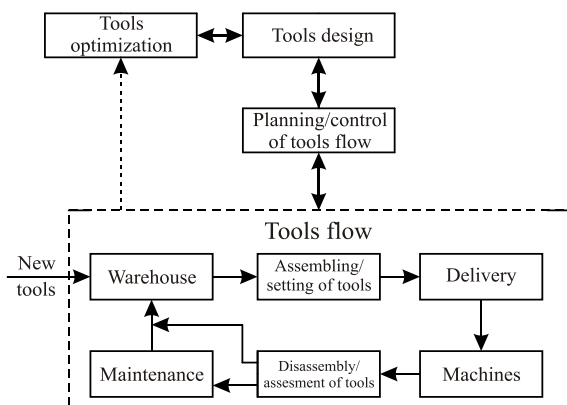 Tools
optimization
Tools design
Planning/control
of tools flow
Tools flow
New
tools
Warehouse
Assembling/
setting of tools
Delivery
Maintenance
Disassembly/
assesment of tools
Machines